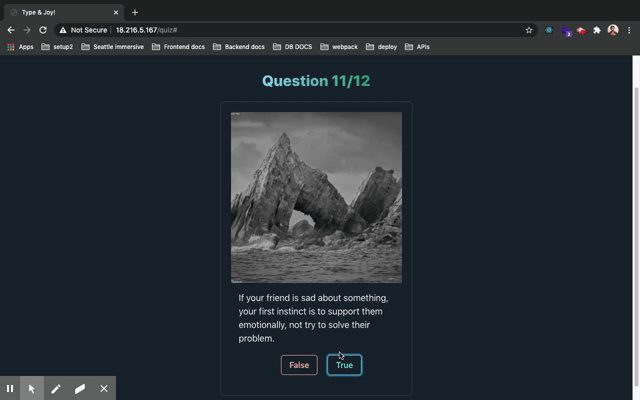 Type & Joy!
Not Secure | 18.216.5.167/quiz#
Apps setup2 Seattle immersive Frontend docs Backend docs DB DOCS webpack deploy APIs
Question 11/12
If your friend is sad about something,
your first instinct is to support them
emotionally, not try to solve their
problem.
False True